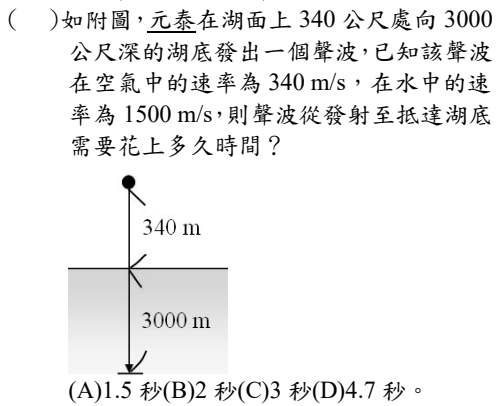 (　)如附圖，元泰在湖面上 340 公尺處向 3000
公尺深的湖底發出一個聲波，已知該聲波
在空氣中的速率為 340 m/s，在水中的速
率為 1500 m/s，則聲波從發射至抵達湖底
需要花上多久時間？
340 m
3000 m
(A)1.5 秒(B)2 秒(C)3 秒(D)4.7 秒。